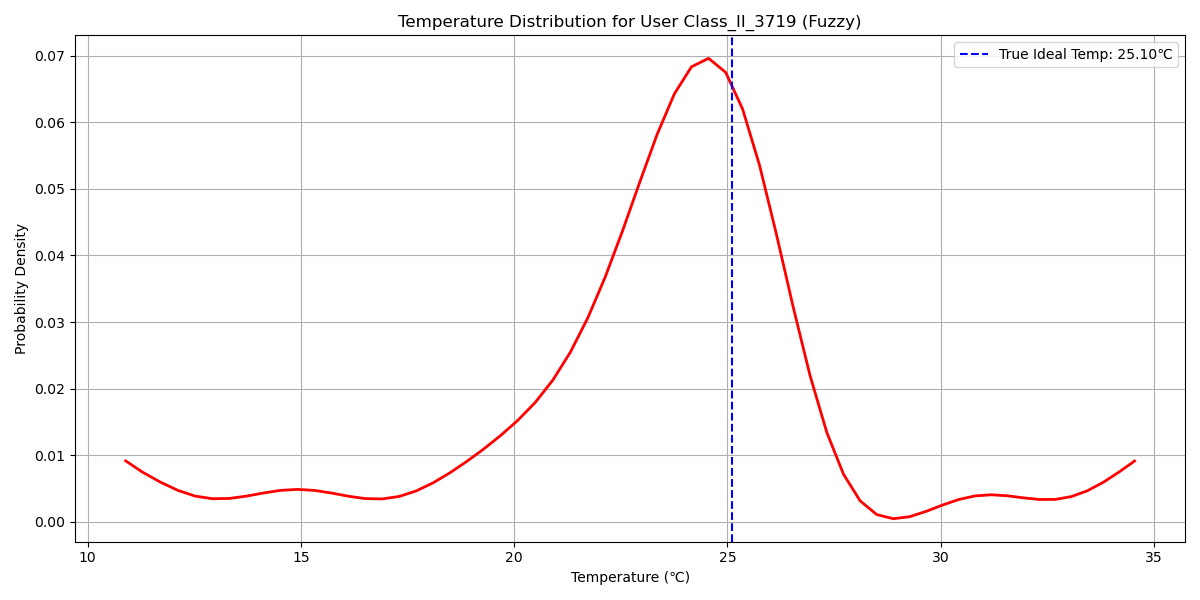 Temperature Distribution for User Class_II_3719 (Fuzzy)
True Ideal Temp: 25.10℃
Probability Density
0.07
0.06
0.05
0.04
0.03
0.02
0.01
0.00
10 15 20 25 30 35
Temperature (℃)